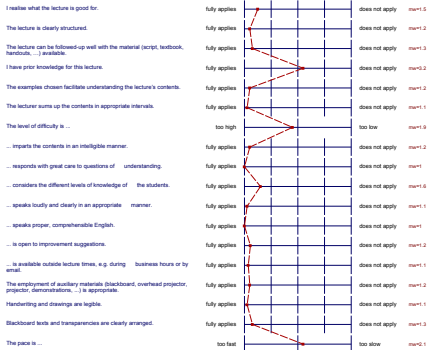 I realise what the lecture is good for. fully applies does not apply mw=1.5
The lecture is clearly structured. fully applies does not apply mw=1.2
The lecture can be followed-up well with the material (script, textbook,
handouts, ...) available. fully applies does not apply mw=1.3
I have prior knowledge for this lecture. fully applies does not apply mw=3.2
The examples chosen facilitate understanding the lecture's contents. fully applies does not apply mw=1.2
The lecturer sums up the contents in appropriate intervals. fully applies does not apply mw=1.1
The level of difficulty is ... too high too low mw=1.9
... imparts the contents in an intelligible manner. fully applies does not apply mw=1.2
... responds with great care to questions of understanding. fully applies does not apply mw=1
... considers the different levels of knowledge of the students. fully applies does not apply mw=1.6
... speaks loudly and clearly in an appropriate manner. fully applies does not apply mw=1.1
... speaks proper, comprehensible English. fully applies does not apply mw=1
... is open to improvement suggestions. fully applies does not apply mw=1.2
... is available outside lecture times, e.g. during business hours or by
email. fully applies does not apply mw=1.1
The employment of auxiliary materials (blackboard, overhead projector,
projector, demonstrations, ...) is appropriate. fully applies does not apply mw=1.2
Handwriting and drawings are legible. fully applies does not apply mw=1.1
Blackboard texts and transparencies are clearly arranged. fully applies does not apply mw=1.3
The pace is ... too fast too slow mw=2.1